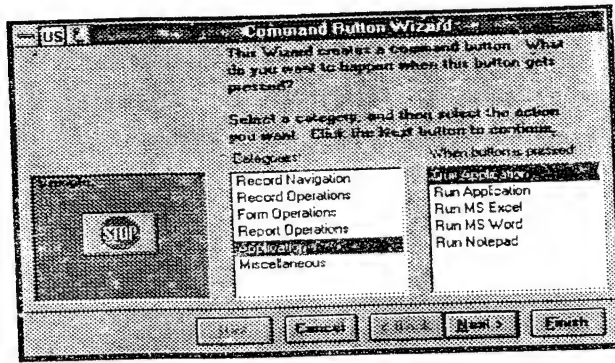 US
Command Button Wizard
This Wizard creates a command button. What
do you want to happen when this button gets
pressed?
Select a category, and then select the action
you want. Click the Next button to continue.
Categories:
When button is pressed
Record Navigation
Record Operations
Form Operations
Report Operations
Application
Miscellaneous
Application
Run Application
Run MS Excel
Run MS Word
Run Notepad
STOP
Cancel
< Back
Next >
Finish